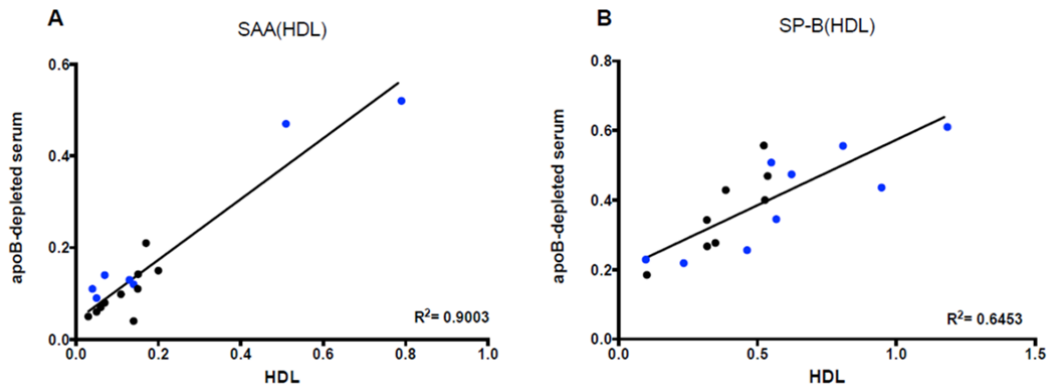 A
SAA(HDL)
0.6
0.4
0.2
0.0
0.0 0.2 0.4 0.6 0.8 1.0
apoB-depleted serum
HDL
R²= 0.9003
B
SP-B(HDL)
0.8
0.6
0.4
0.2
0.0
0.0 0.5 1.0 1.5
apoB-depleted serum
HDL
R²= 0.6453